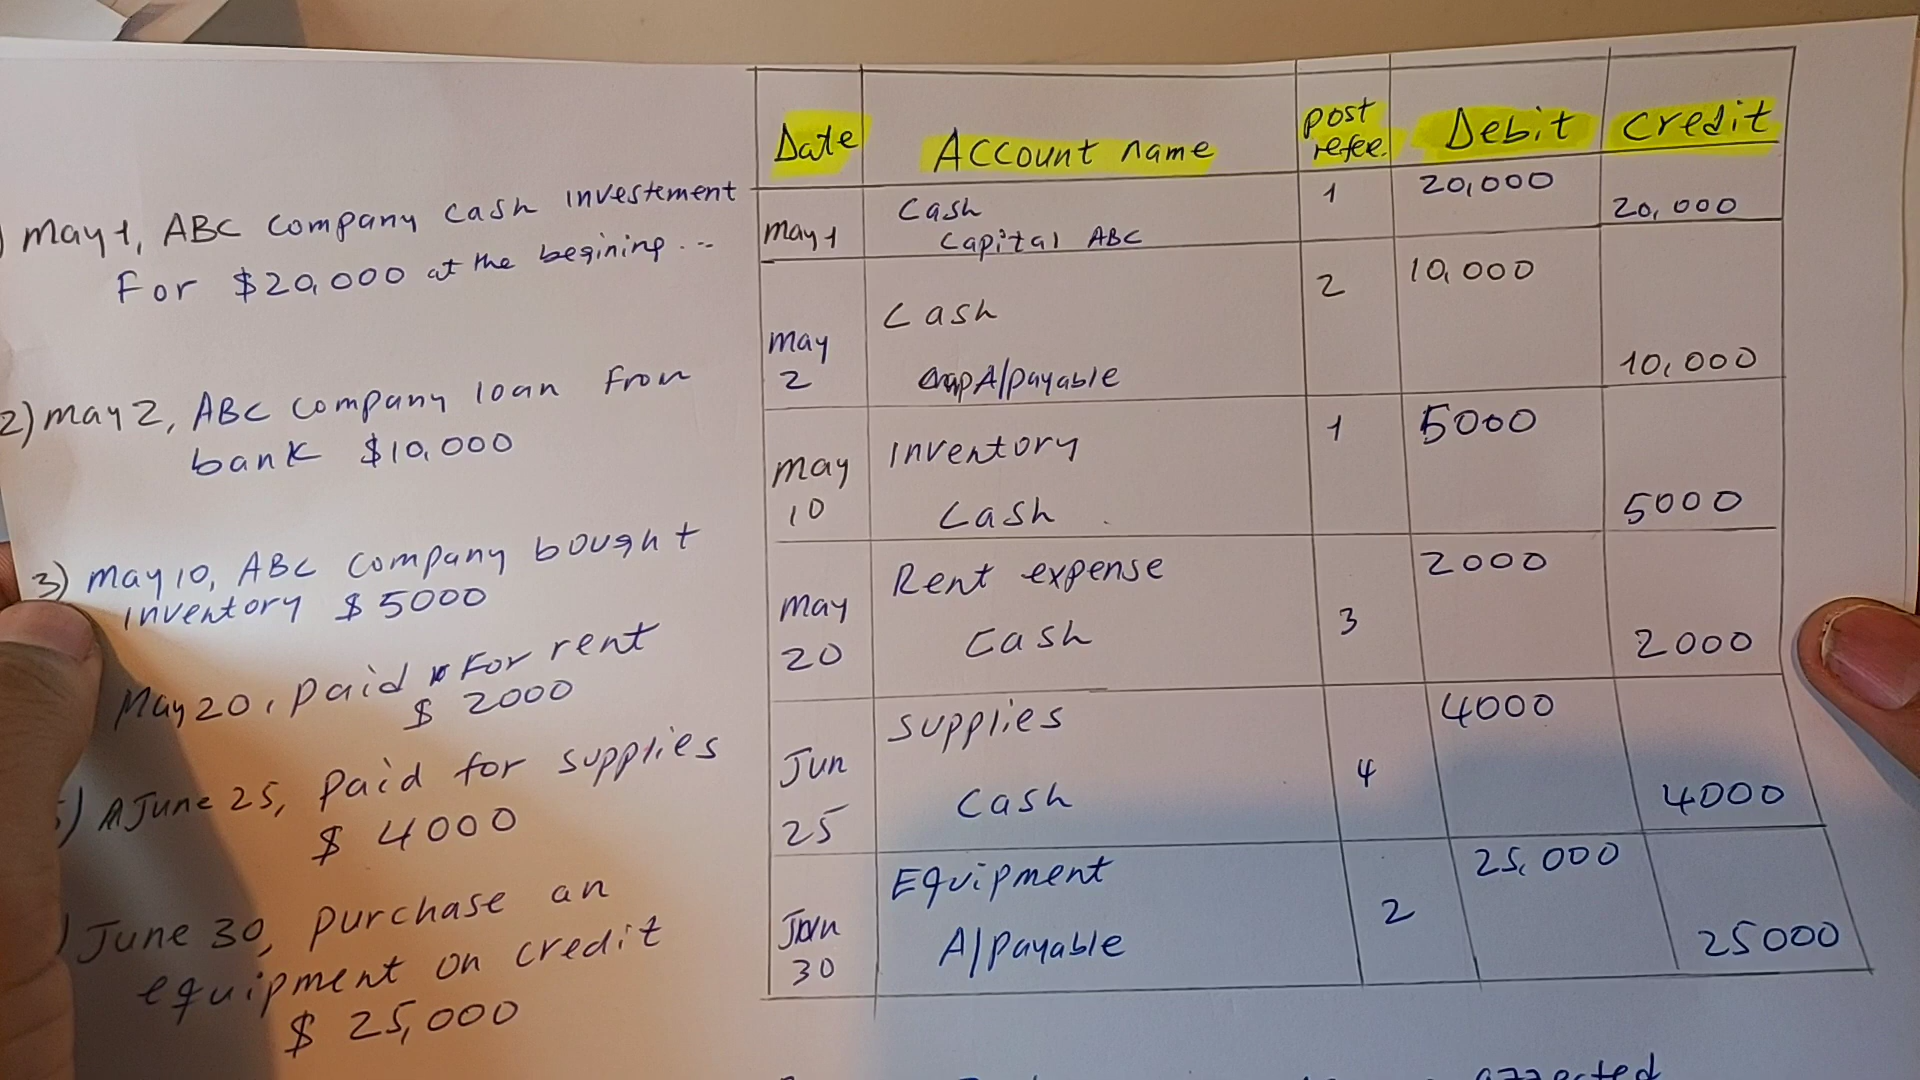 May 1, ABC Company cash investement
For $20,000 at the begining ...
2) May 2, ABC Company loan From
bank $10,000
3) May 10, ABC Company bought
inventory $5000
May 20, paid For rent
$ 2000
5) June 25, Paid for supplies
$ 4000
June 30, purchase an
equipment on credit
$ 25,000
Date Account name post refee. Debit Credit
May 1 Cash 1 20,000
Capital ABC 20,000
May 2 Cash 2 10,000
A/payable 10,000
May 10 Inventory 1 5000
Cash 5000
May 20 Rent expense 3 2000
Cash 2000
Jun 25 Supplies 4 4000
Cash 4000
Jun 30 Equipment 2 25,000
A/payable 25000